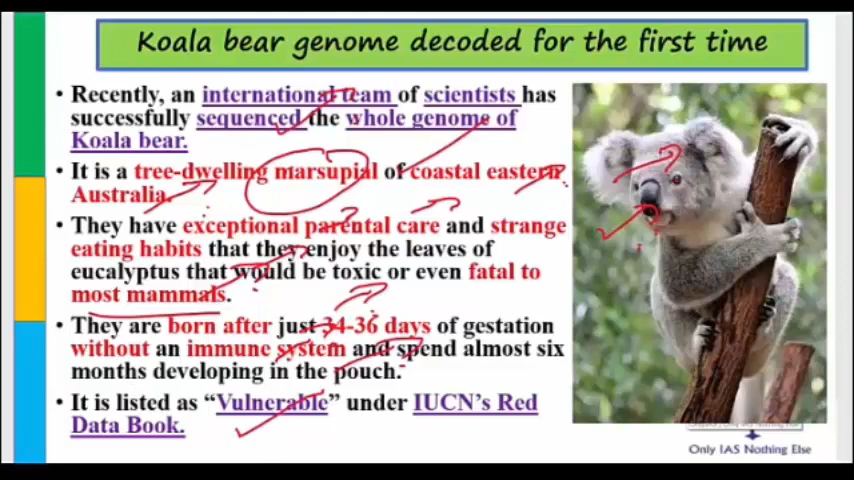 Koala bear genome decoded for the first time
• Recently, an international team of scientists has
successfully sequenced the whole genome of
Koala bear.
• It is a tree-dwelling marsupial of coastal eastern
Australia.
• They have exceptional parental care and strange
eating habits that they enjoy the leaves of
eucalyptus that would be toxic or even fatal to
most mammals.
• They are born after just 34-36 days of gestation
without an immune system and spend almost six
months developing in the pouch.
• It is listed as “Vulnerable” under IUCN’s Red
Data Book.
Only IAS Nothing Else